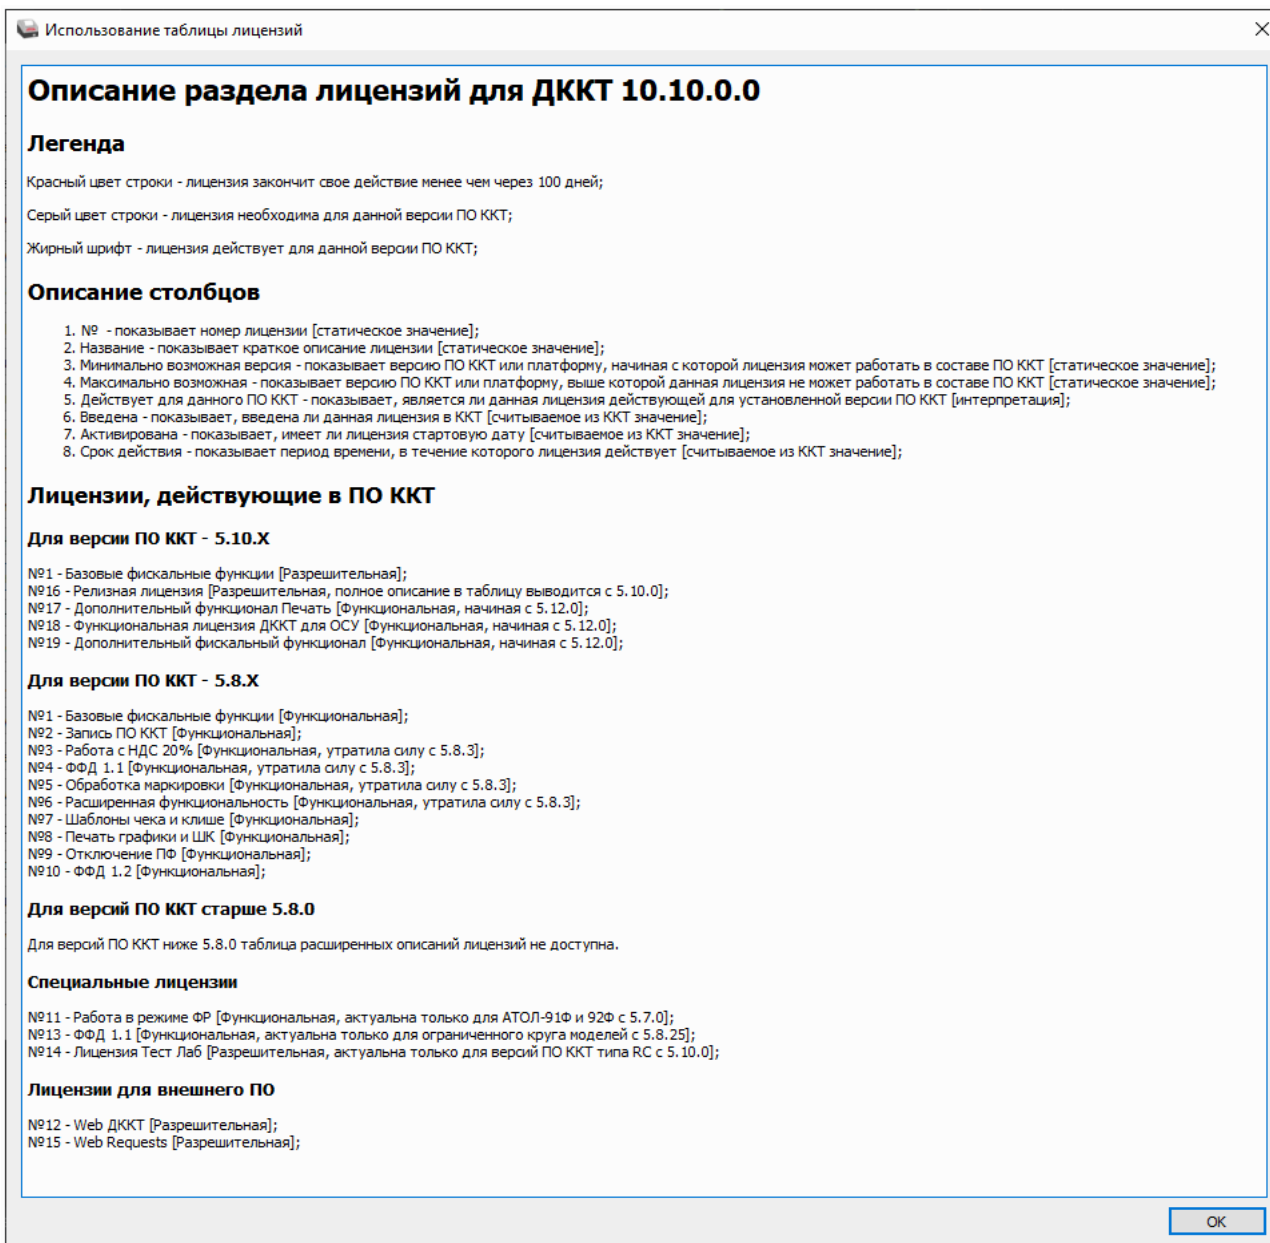 Использование таблицы лицензий
Описание раздела лицензий для ДККТ 10.10.0.0
Легенда
Красный цвет строки - лицензия закончит свое действие менее чем через 100 дней;
Серый цвет строки - лицензия необходима для данной версии ПО ККТ;
Жирный шрифт - лицензия действует для данной версии ПО ККТ;
Описание столбцов
1. № - показывает номер лицензии [статическое значение];
2. Название - показывает краткое описание лицензии [статическое значение];
3. Минимально возможная версия - показывает версию ПО ККТ или платформу, начиная с которой лицензия может работать в составе ПО ККТ [статическое значение];
4. Максимально возможная - показывает версию ПО ККТ или платформу, выше которой данная лицензия не может работать в составе ПО ККТ [статическое значение];
5. Действует для данного ПО ККТ - показывает, является ли данная лицензия действующей для установленной версии ПО ККТ [интерпретация];
6. Введена - показывает, введена ли данная лицензия в ККТ [считываемое из ККТ значение];
7. Активирована - показывает, имеет ли лицензия стартовую дату [считываемое из ККТ значение];
8. Срок действия - показывает период времени, в течение которого лицензия действует [считываемое из ККТ значение];
Лицензии, действующие в ПО ККТ
Для версии ПО ККТ - 5.10.X
№1 - Базовые фискальные функции [Разрешительная];
№16 - Релизная лицензия [Разрешительная, полное описание в таблицу выводится с 5.10.0];
№17 - Дополнительный функционал Печать [Функциональная, начиная с 5.12.0];
№18 - Функциональная лицензия ДККТ для ОСУ [Функциональная, начиная с 5.12.0];
№19 - Дополнительный фискальный функционал [Функциональная, начиная с 5.12.0];
Для версии ПО ККТ - 5.8.X
№1 - Базовые фискальные функции [Функциональная];
№2 - Запись ПО ККТ [Функциональная];
№3 - Работа с НДС 20% [Функциональная, утратила силу с 5.8.3];
№4 - ФФД 1.1 [Функциональная, утратила силу с 5.8.3];
№5 - Обработка маркировки [Функциональная, утратила силу с 5.8.3];
№6 - Расширенная функциональность [Функциональная, утратила силу с 5.8.3];
№7 - Шаблоны чека и клише [Функциональная];
№8 - Печать графики и ШК [Функциональная];
№9 - Отключение ПФ [Функциональная];
№10 - ФФД 1.2 [Функциональная];
Для версий ПО ККТ старше 5.8.0
Для версий ПО ККТ ниже 5.8.0 таблица расширенных описаний лицензий не доступна.
Специальные лицензии
№11 - Работа в режиме ФР [Функциональная, актуальна только для АТОЛ-91Ф и 92Ф с 5.7.0];
№13 - ФФД 1.1 [Функциональная, актуальна только для ограниченного круга моделей с 5.8.25];
№14 - Лицензия Тест Лаб [Разрешительная, актуальна только для версий ПО ККТ типа RC с 5.10.0];
Лицензии для внешнего ПО
№12 - Web ДККТ [Разрешительная];
№15 - Web Requests [Разрешительная];
OK